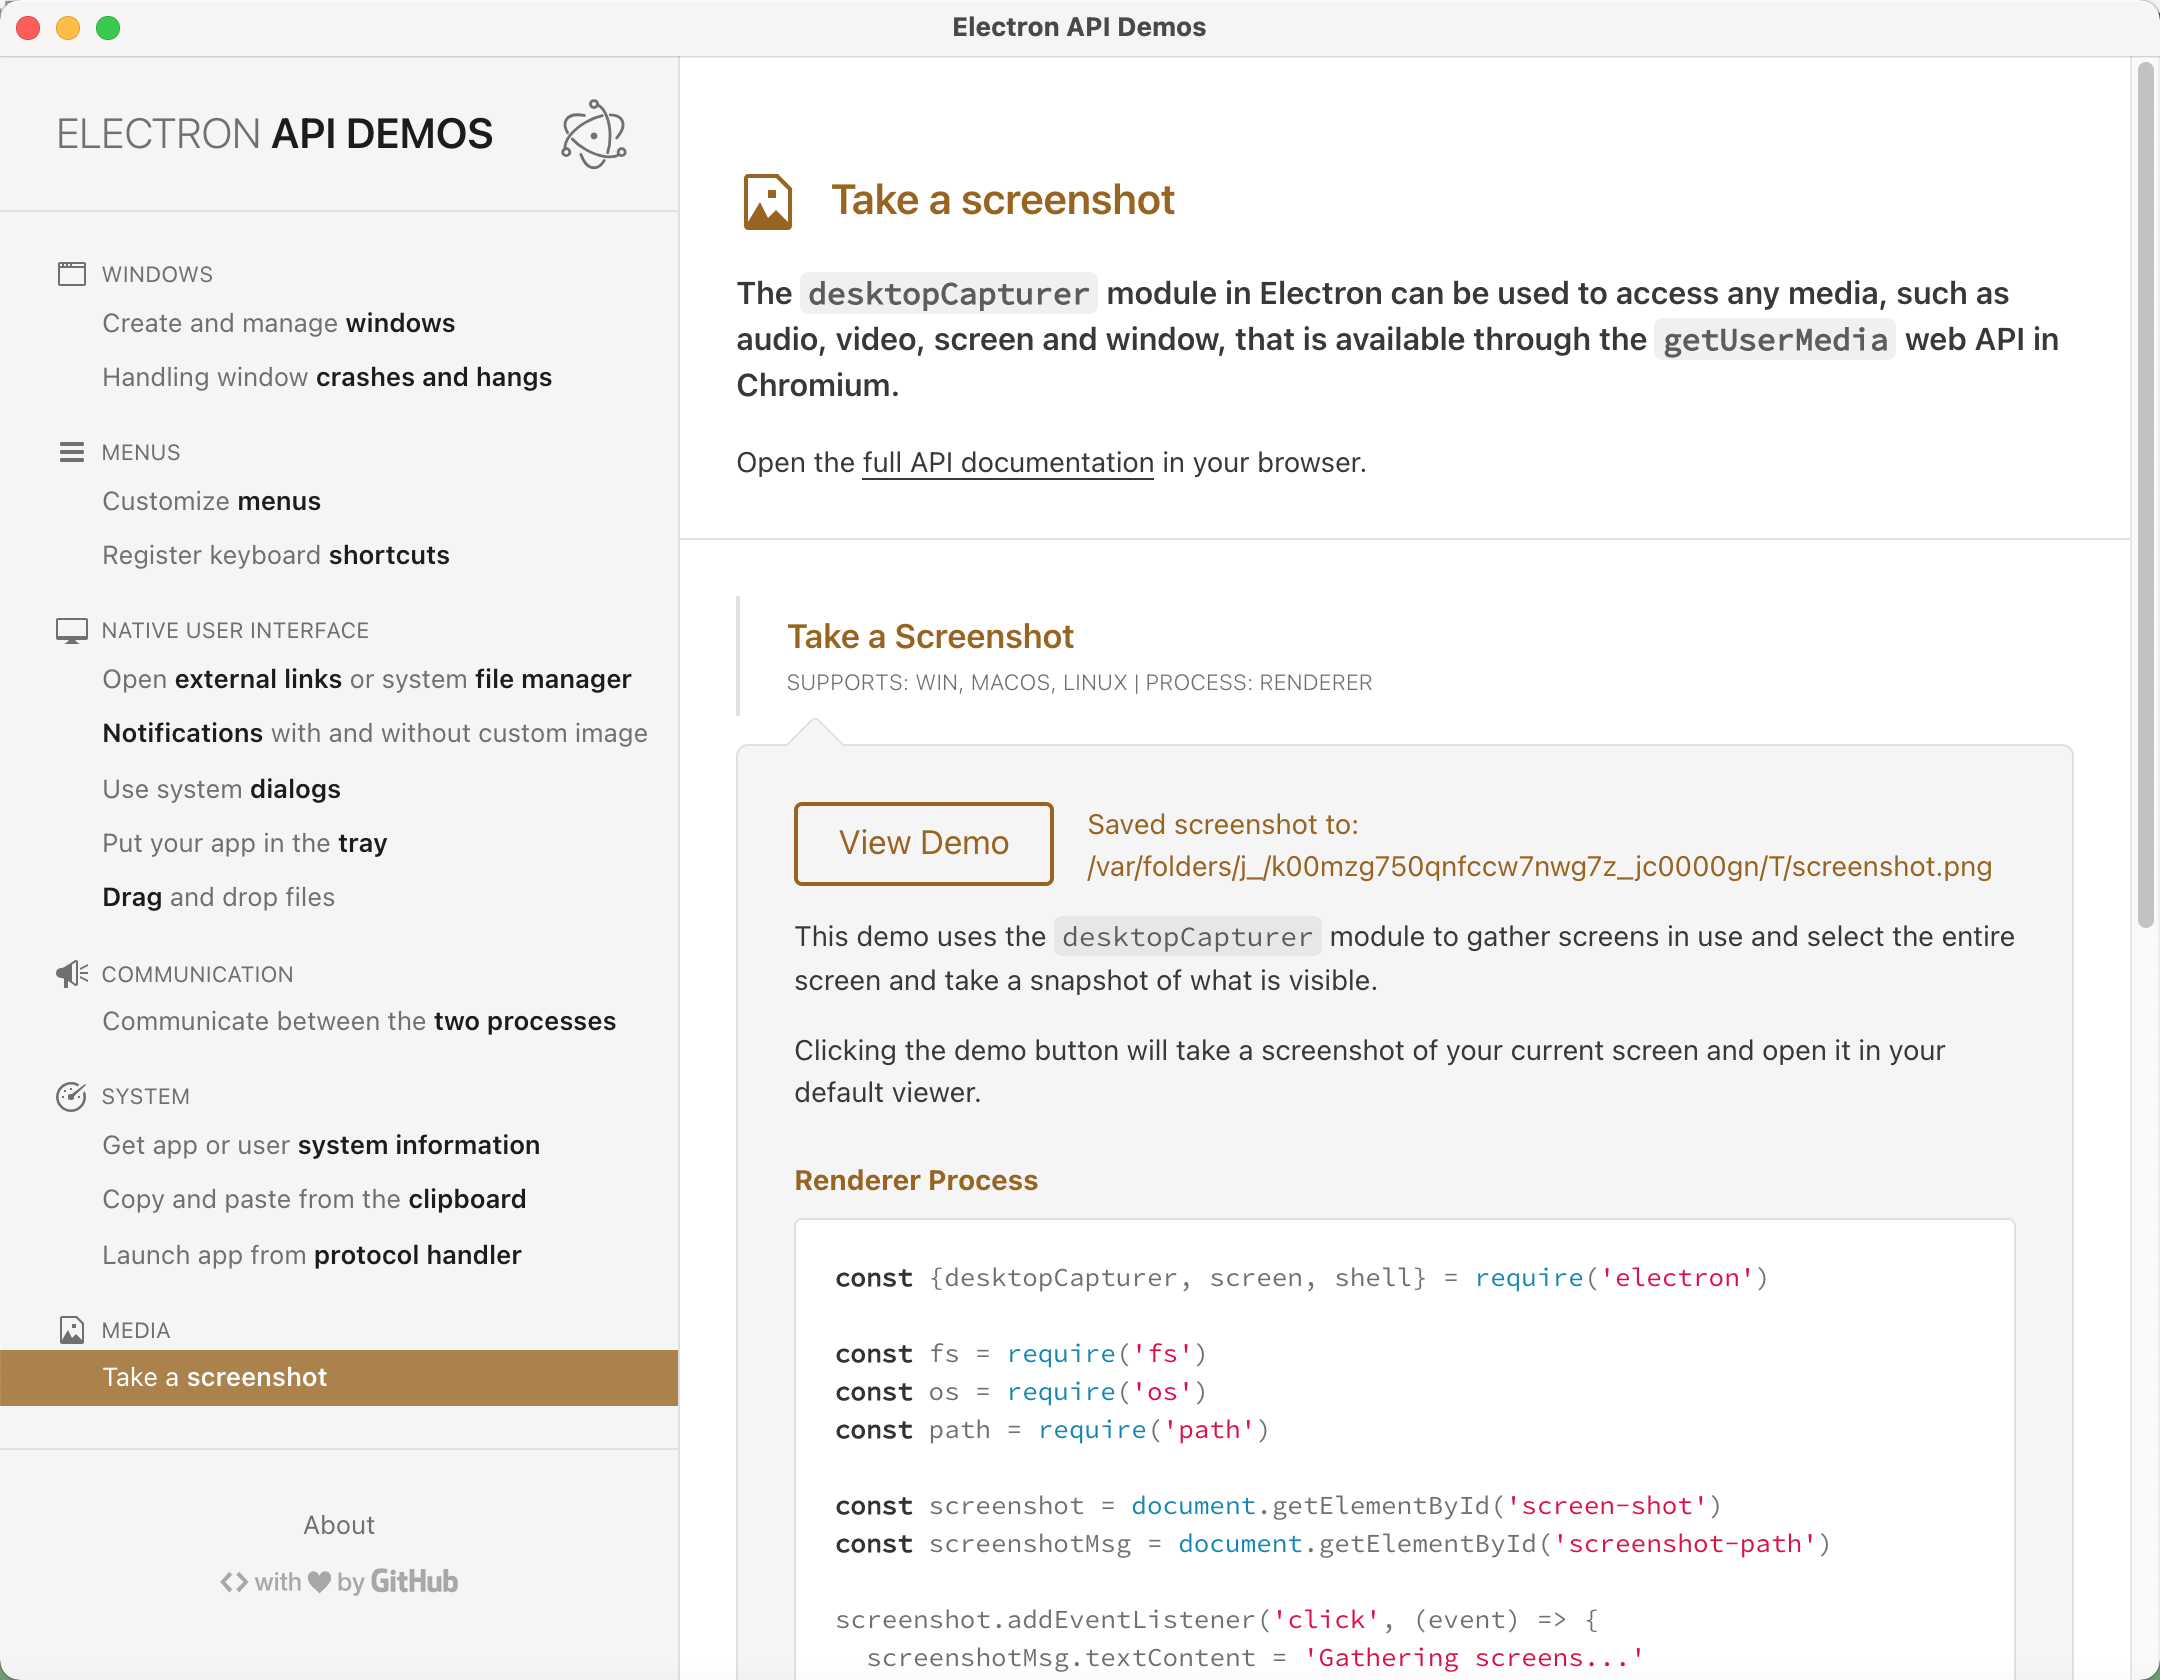 Electron API Demos
ELECTRON API DEMOS
WINDOWS
Create and manage windows
Handling window crashes and hangs
MENUS
Customize menus
Register keyboard shortcuts
NATIVE USER INTERFACE
Open external links or system file manager
Notifications with and without custom image
Use system dialogs
Put your app in the tray
Drag and drop files
COMMUNICATION
Communicate between the two processes
SYSTEM
Get app or user system information
Copy and paste from the clipboard
Launch app from protocol handler
MEDIA
Take a screenshot
About
<> with ♥ by GitHub
Take a screenshot
The desktopCapturer module in Electron can be used to access any media, such as
audio, video, screen and window, that is available through the getUserMedia web API in
Chromium.
Open the full API documentation in your browser.
Take a Screenshot
SUPPORTS: WIN, MACOS, LINUX | PROCESS: RENDERER
View Demo
Saved screenshot to:
/var/folders/j_/k00mzg750qnfccw7nwg7z_jc0000gn/T/screenshot.png
This demo uses the desktopCapturer module to gather screens in use and select the entire
screen and take a snapshot of what is visible.
Clicking the demo button will take a screenshot of your current screen and open it in your
default viewer.
Renderer Process
const {desktopCapturer, screen, shell} = require('electron')
const fs = require('fs')
const os = require('os')
const path = require('path')
const screenshot = document.getElementById('screen-shot')
const screenshotMsg = document.getElementById('screenshot-path')
screenshot.addEventListener('click', (event) => {
  screenshotMsg.textContent = 'Gathering screens...'